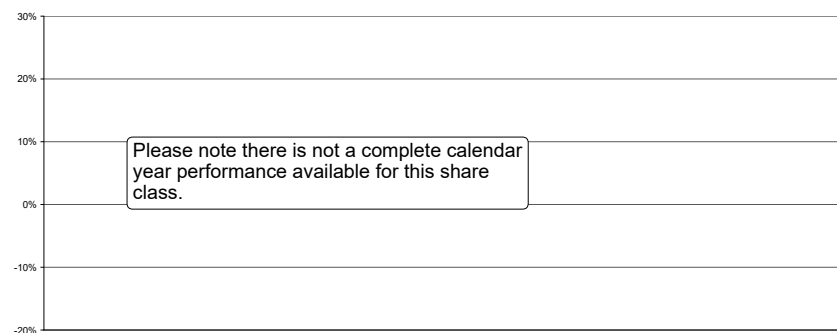 30%
20%
10%
Please note there is not a complete calendar
year performance available for this share
class.
0%
-10%
-20%